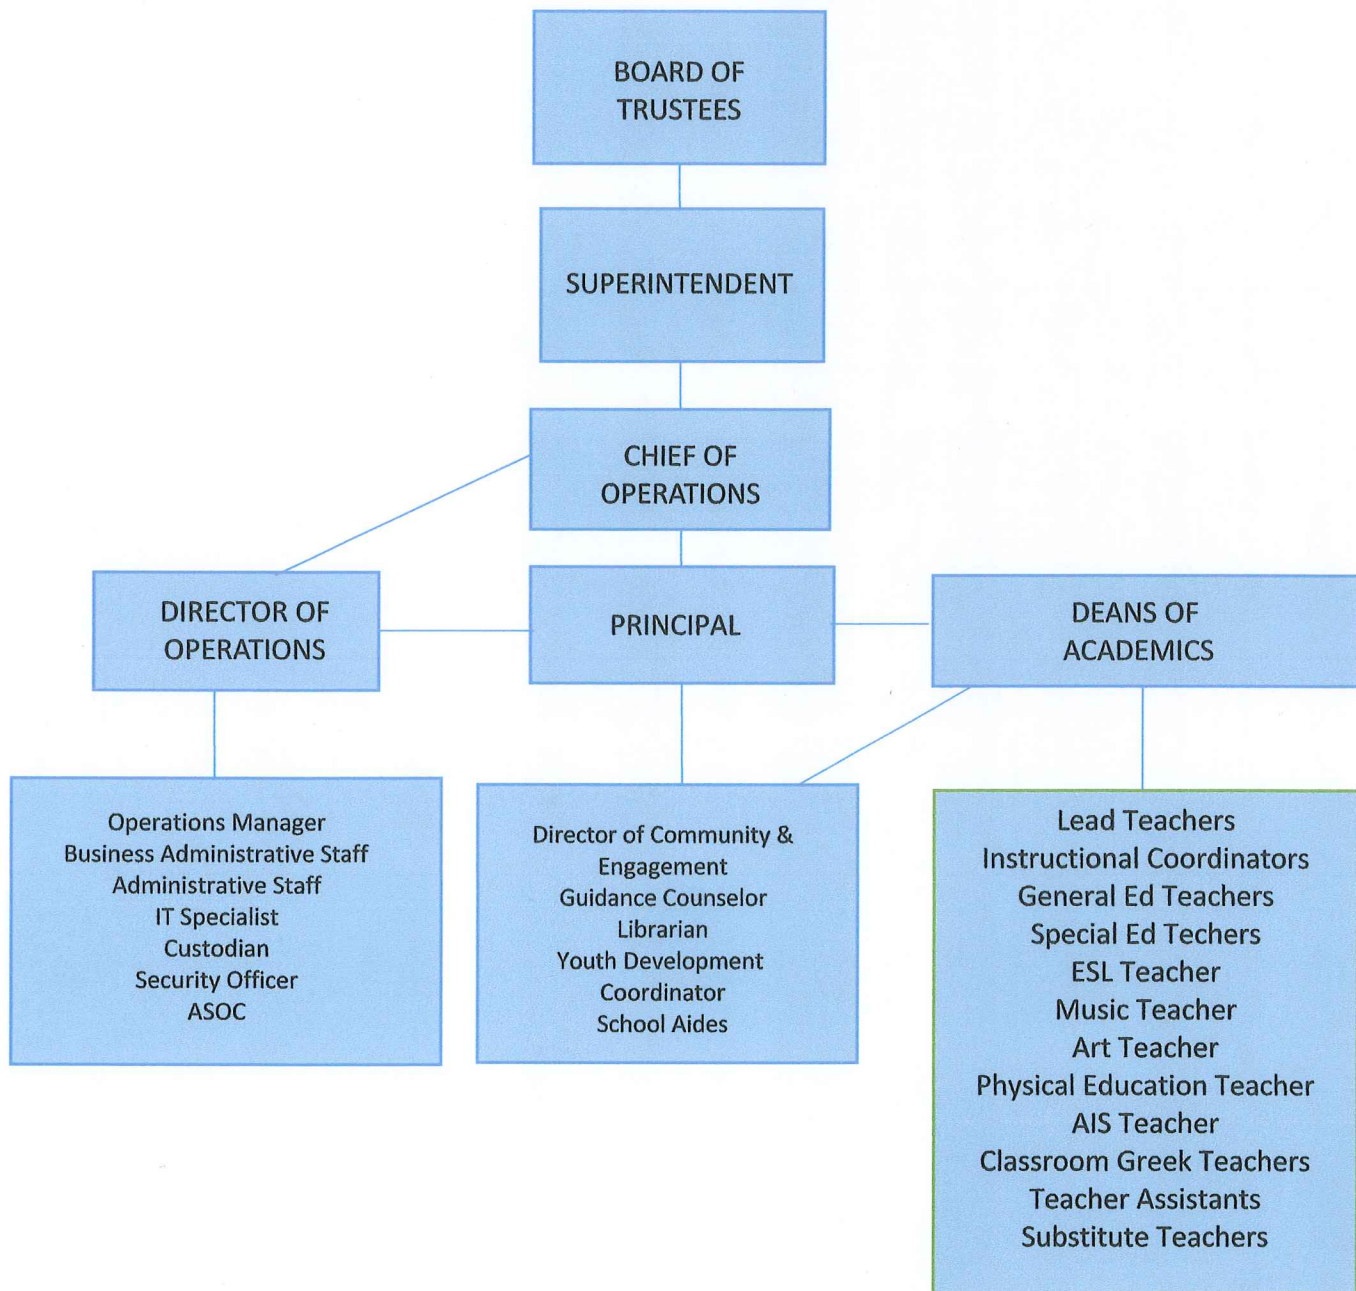 BOARD OF
TRUSTEES
SUPERINTENDENT
CHIEF OF
OPERATIONS
DIRECTOR OF
OPERATIONS
PRINCIPAL
DEANS OF
ACADEMICS
Operations Manager
Business Administrative Staff
Administrative Staff
IT Specialist
Custodian
Security Officer
ASOC
Director of Community &
Engagement
Guidance Counselor
Librarian
Youth Development
Coordinator
School Aides
Lead Teachers
Instructional Coordinators
General Ed Teachers
Special Ed Techers
ESL Teacher
Music Teacher
Art Teacher
Physical Education Teacher
AIS Teacher
Classroom Greek Teachers
Teacher Assistants
Substitute Teachers